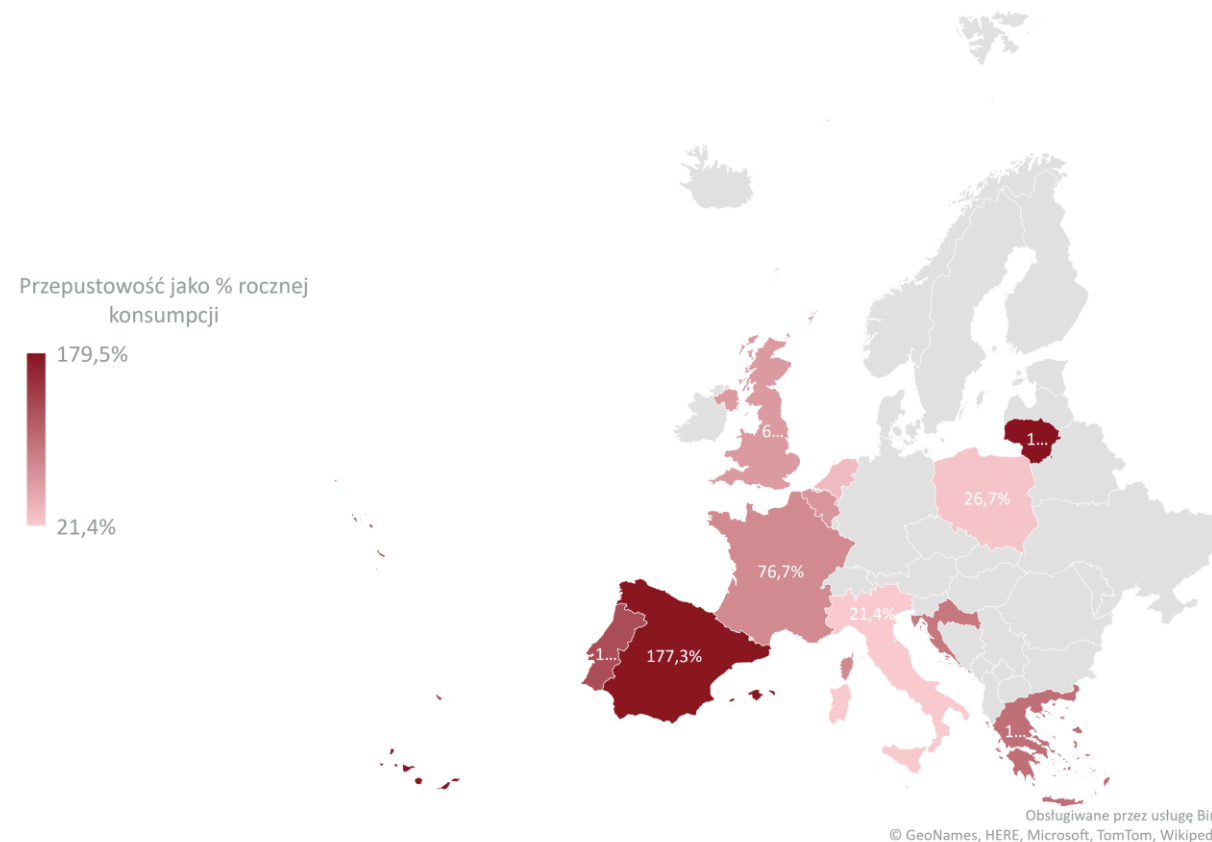 Przepustowość jako % rocznej
konsumpcji
179,5%
21,4%
6...
1...
26,7%
76,7%
21,4%
1...
177,3%
1...
Obsługiwane przez usługę Bin
© GeoNames, HERE, Microsoft, TomTom, Wikiped